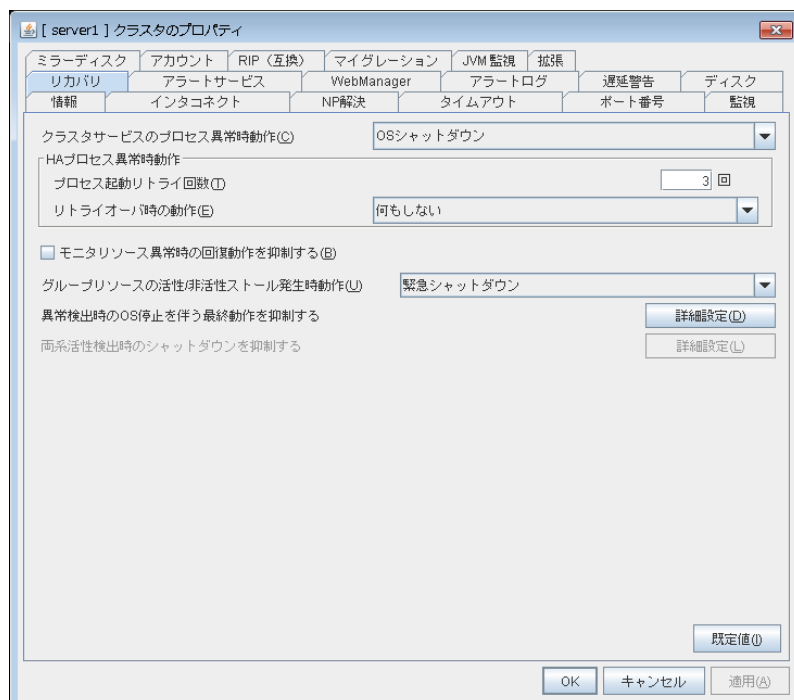 [ server1 ] クラスタのプロパティ
ミラーディスク アカウント RIP（互換） マイグレーション JVM監視 拡張
リカバリ アラートサービス WebManager アラートログ 遅延警告 ディスク
情報 インタコネクト NP解決 タイムアウト ポート番号 監視
クラスタサービスのプロセス異常時動作(C) OSシャットダウン
HAプロセス異常時動作
プロセス起動リトライ回数(T) 3 回
リトライオーバ時の動作(E) 何もしない
モニタリソース異常時の回復動作を抑制する(B)
グループリソースの活性/非活性ストール発生時動作(U) 緊急シャットダウン
異常検出時のOS停止を伴う最終動作を抑制する 詳細設定(D)
両系活性検出時のシャットダウンを抑制する 詳細設定(L)
既定値(I)
OK キャンセル 適用(A)